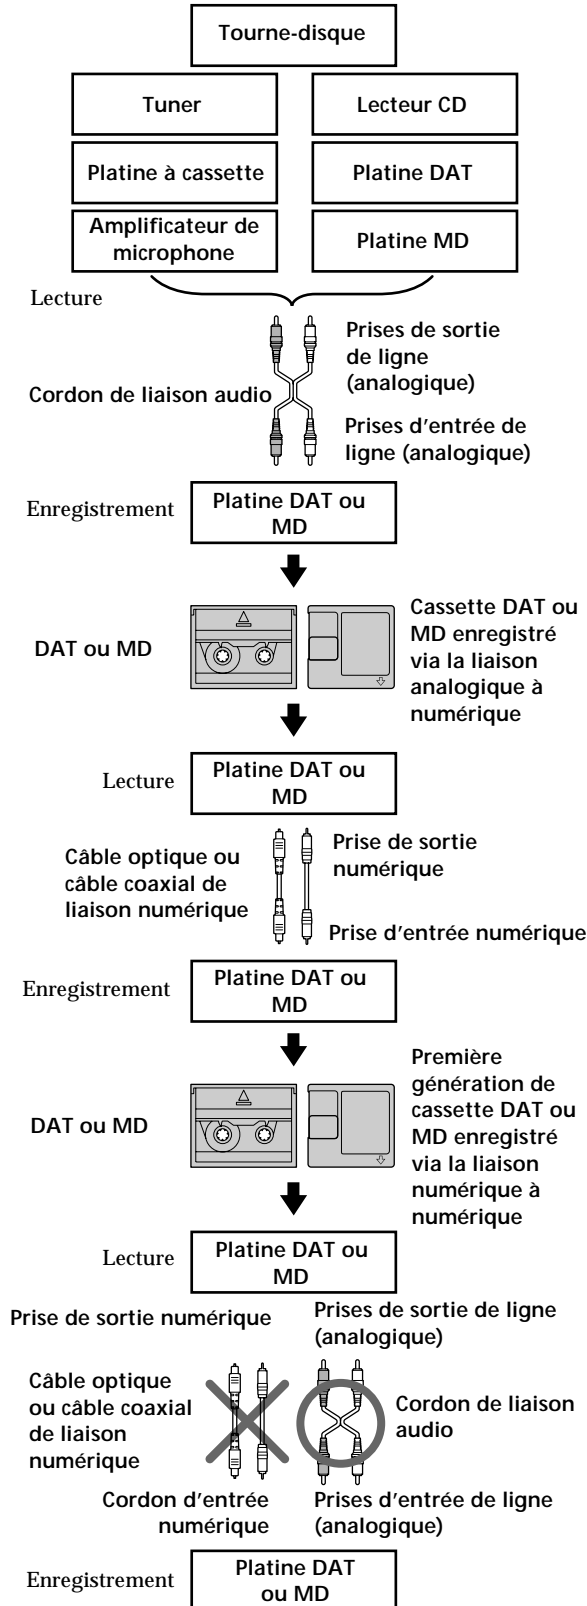 Tourne-disque
Tuner
Lecteur CD
Platine à cassette
Platine DAT
Amplificateur de
microphone
Platine MD
Lecture
Prises de sortie
de ligne
(analogique)
Cordon de liaison audio
Prises d'entrée de
ligne (analogique)
Enregistrement
Platine DAT ou
MD
DAT ou MD
Cassette DAT ou
MD enregistré
via la liaison
analogique à
numérique
Lecture
Platine DAT ou
MD
Câble optique ou
câble coaxial de
liaison numérique
Prise de sortie
numérique
Prise d'entrée numérique
Enregistrement
Platine DAT ou
MD
DAT ou MD
Première
génération de
cassette DAT ou
MD enregistré
via la liaison
numérique à
numérique
Lecture
Platine DAT ou
MD
Prise de sortie numérique
Prises de sortie de ligne
(analogique)
Câble optique
ou câble coaxial
de liaison
numérique
Cordon de liaison
audio
Cordon d'entrée
numérique
Prises d'entrée de ligne
(analogique)
Enregistrement
Platine DAT
ou MD